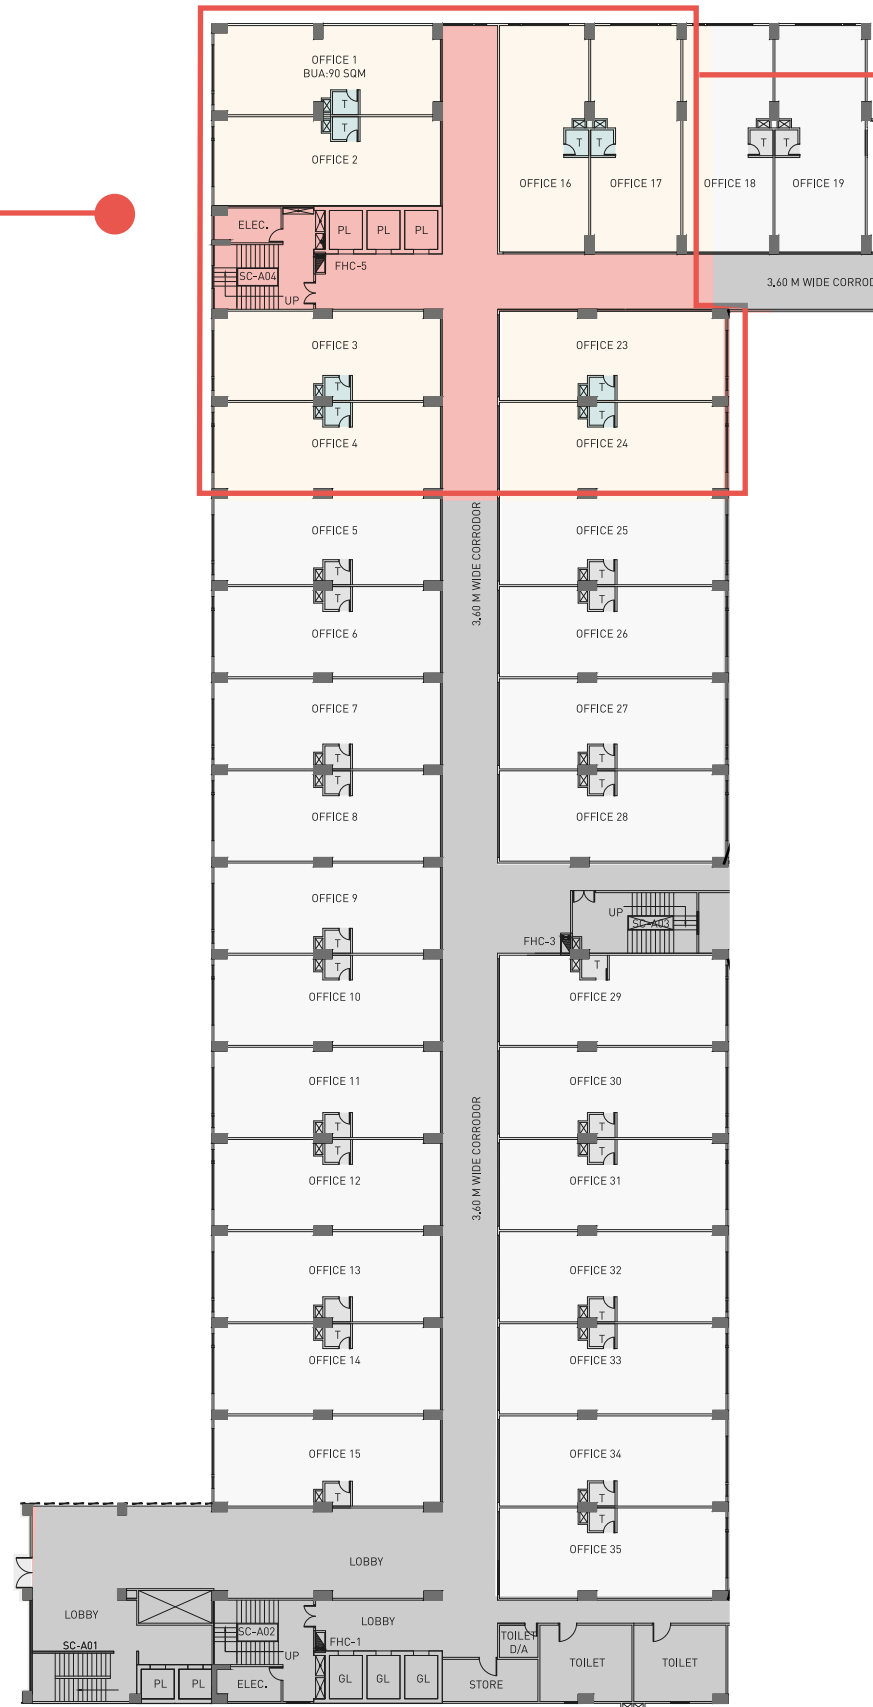 OFFICE 1
BUA:90 SQM
T
T
OFFICE 2
OFFICE 16
OFFICE 17
OFFICE 18
OFFICE 19
T
T
T
T
ELEC.
PL
PL
PL
FHC-5
SC-A04
UP
3.60 M WIDE CORROD
OFFICE 3
OFFICE 23
T
T
T
T
OFFICE 4
OFFICE 24
3.60 M WIDE CORRODOR
OFFICE 5
OFFICE 25
T
T
T
T
OFFICE 6
OFFICE 26
OFFICE 7
OFFICE 27
T
T
T
T
OFFICE 8
OFFICE 28
OFFICE 9
UP
SC-A03
FHC-3
T
T
T
OFFICE 10
OFFICE 29
OFFICE 11
OFFICE 30
3.60 M WIDE CORRODOR
T
T
T
T
OFFICE 12
OFFICE 31
OFFICE 13
OFFICE 32
T
T
T
OFFICE 14
OFFICE 33
OFFICE 15
OFFICE 34
T
T
T
OFFICE 35
LOBBY
LOBBY
LOBBY
SC-A01
SC-A02
UP
FHC-1
TOILET
D/A
TOILET
TOILET
PL
PL
ELEC.
GL
GL
GL
STORE